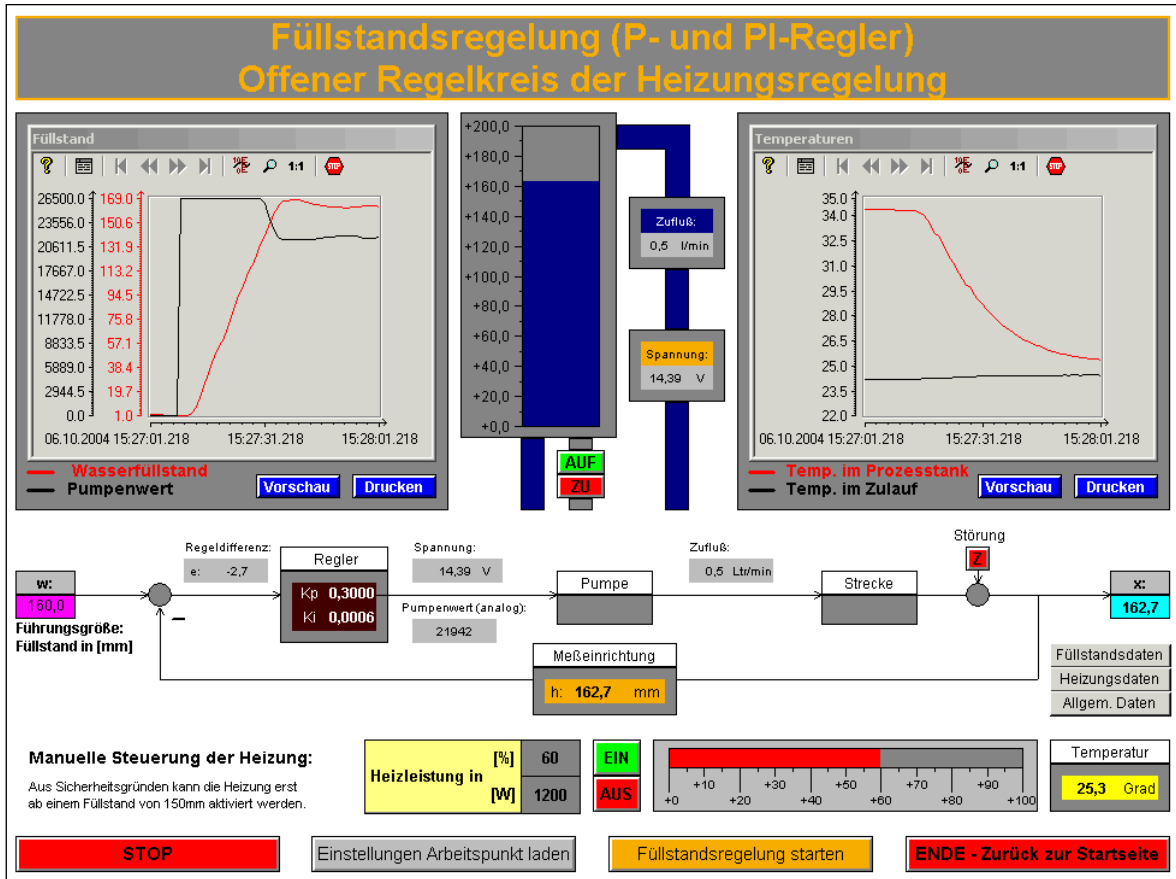 Füllstandsregelung (P- und PI-Regler)
Offener Regelkreis der Heizungsregelung
Füllstand
1:1
STOP
26500.0
23556.0
20611.5
17667.0
14722.5
11778.0
8833.5
5889.0
2944.5
0.0
169.0
150.6
131.9
113.2
94.5
75.8
57.1
38.4
19.7
1.0
06.10.2004 15:27:01.218
15:27:31.218
15:28:01.218
Wasserfüllstand
Pumpenwert
Vorschau
Drucken
+200,0
+180,0
+160,0
+140,0
+120,0
+100,0
+80,0
+60,0
+40,0
+20,0
+0,0
AUF
ZU
Zufluß:
0,5 l/min
Spannung:
14,39 V
Temperaturen
1:1
STOP
35.0
34.0
32.5
31.0
29.5
28.0
26.5
25.0
23.5
22.0
06.10.2004 15:27:01.218
15:27:31.218
15:28:01.218
Temp. im Prozesstank
Temp. im Zulauf
Vorschau
Drucken
w:
160,0
Führungsgröße:
Füllstand in [mm]
Regeldifferenz:
e: -2,7
Regler
Kp 0,3000
Ki 0,0006
Spannung:
14,39 V
Pumpenwert (analog):
21942
Pumpe
Zufluß:
0,5 Ltr/min
Strecke
Störung
Z
x:
162,7
Meßeinrichtung
h: 162,7 mm
Füllstandsdaten
Heizungsdaten
Allgem. Daten
Manuelle Steuerung der Heizung:
Aus Sicherheitsgründen kann die Heizung erst
ab einem Füllstand von 150mm aktiviert werden.
Heizleistung in
[%] 60
[W] 1200
EIN
AUS
+10 +30 +50 +70 +90
+0 +20 +40 +60 +80 +100
Temperatur
25,3 Grad
STOP
Einstellungen Arbeitspunkt laden
Füllstandsregelung starten
ENDE - Zurück zur Startseite